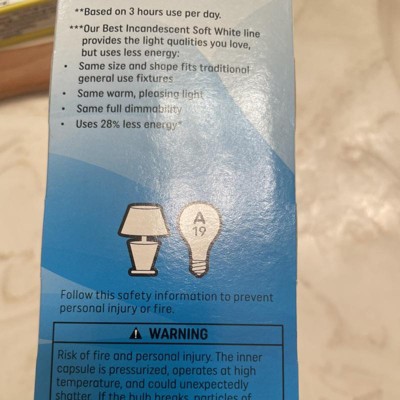 **Based on 3 hours use per day.
***Our Best Incandescent Soft White line
provides the light qualities you love,
but uses less energy:
• Same size and shape fits traditional
general use fixtures
• Same warm, pleasing light
• Same full dimmability
• Uses 28% less energy*
A
19
Follow this safety information to prevent
personal injury or fire.
WARNING
Risk of fire and personal injury. The inner
capsule is pressurized, operates at high
temperature, and could unexpectedly
shatter. If the bulb breaks, particles of